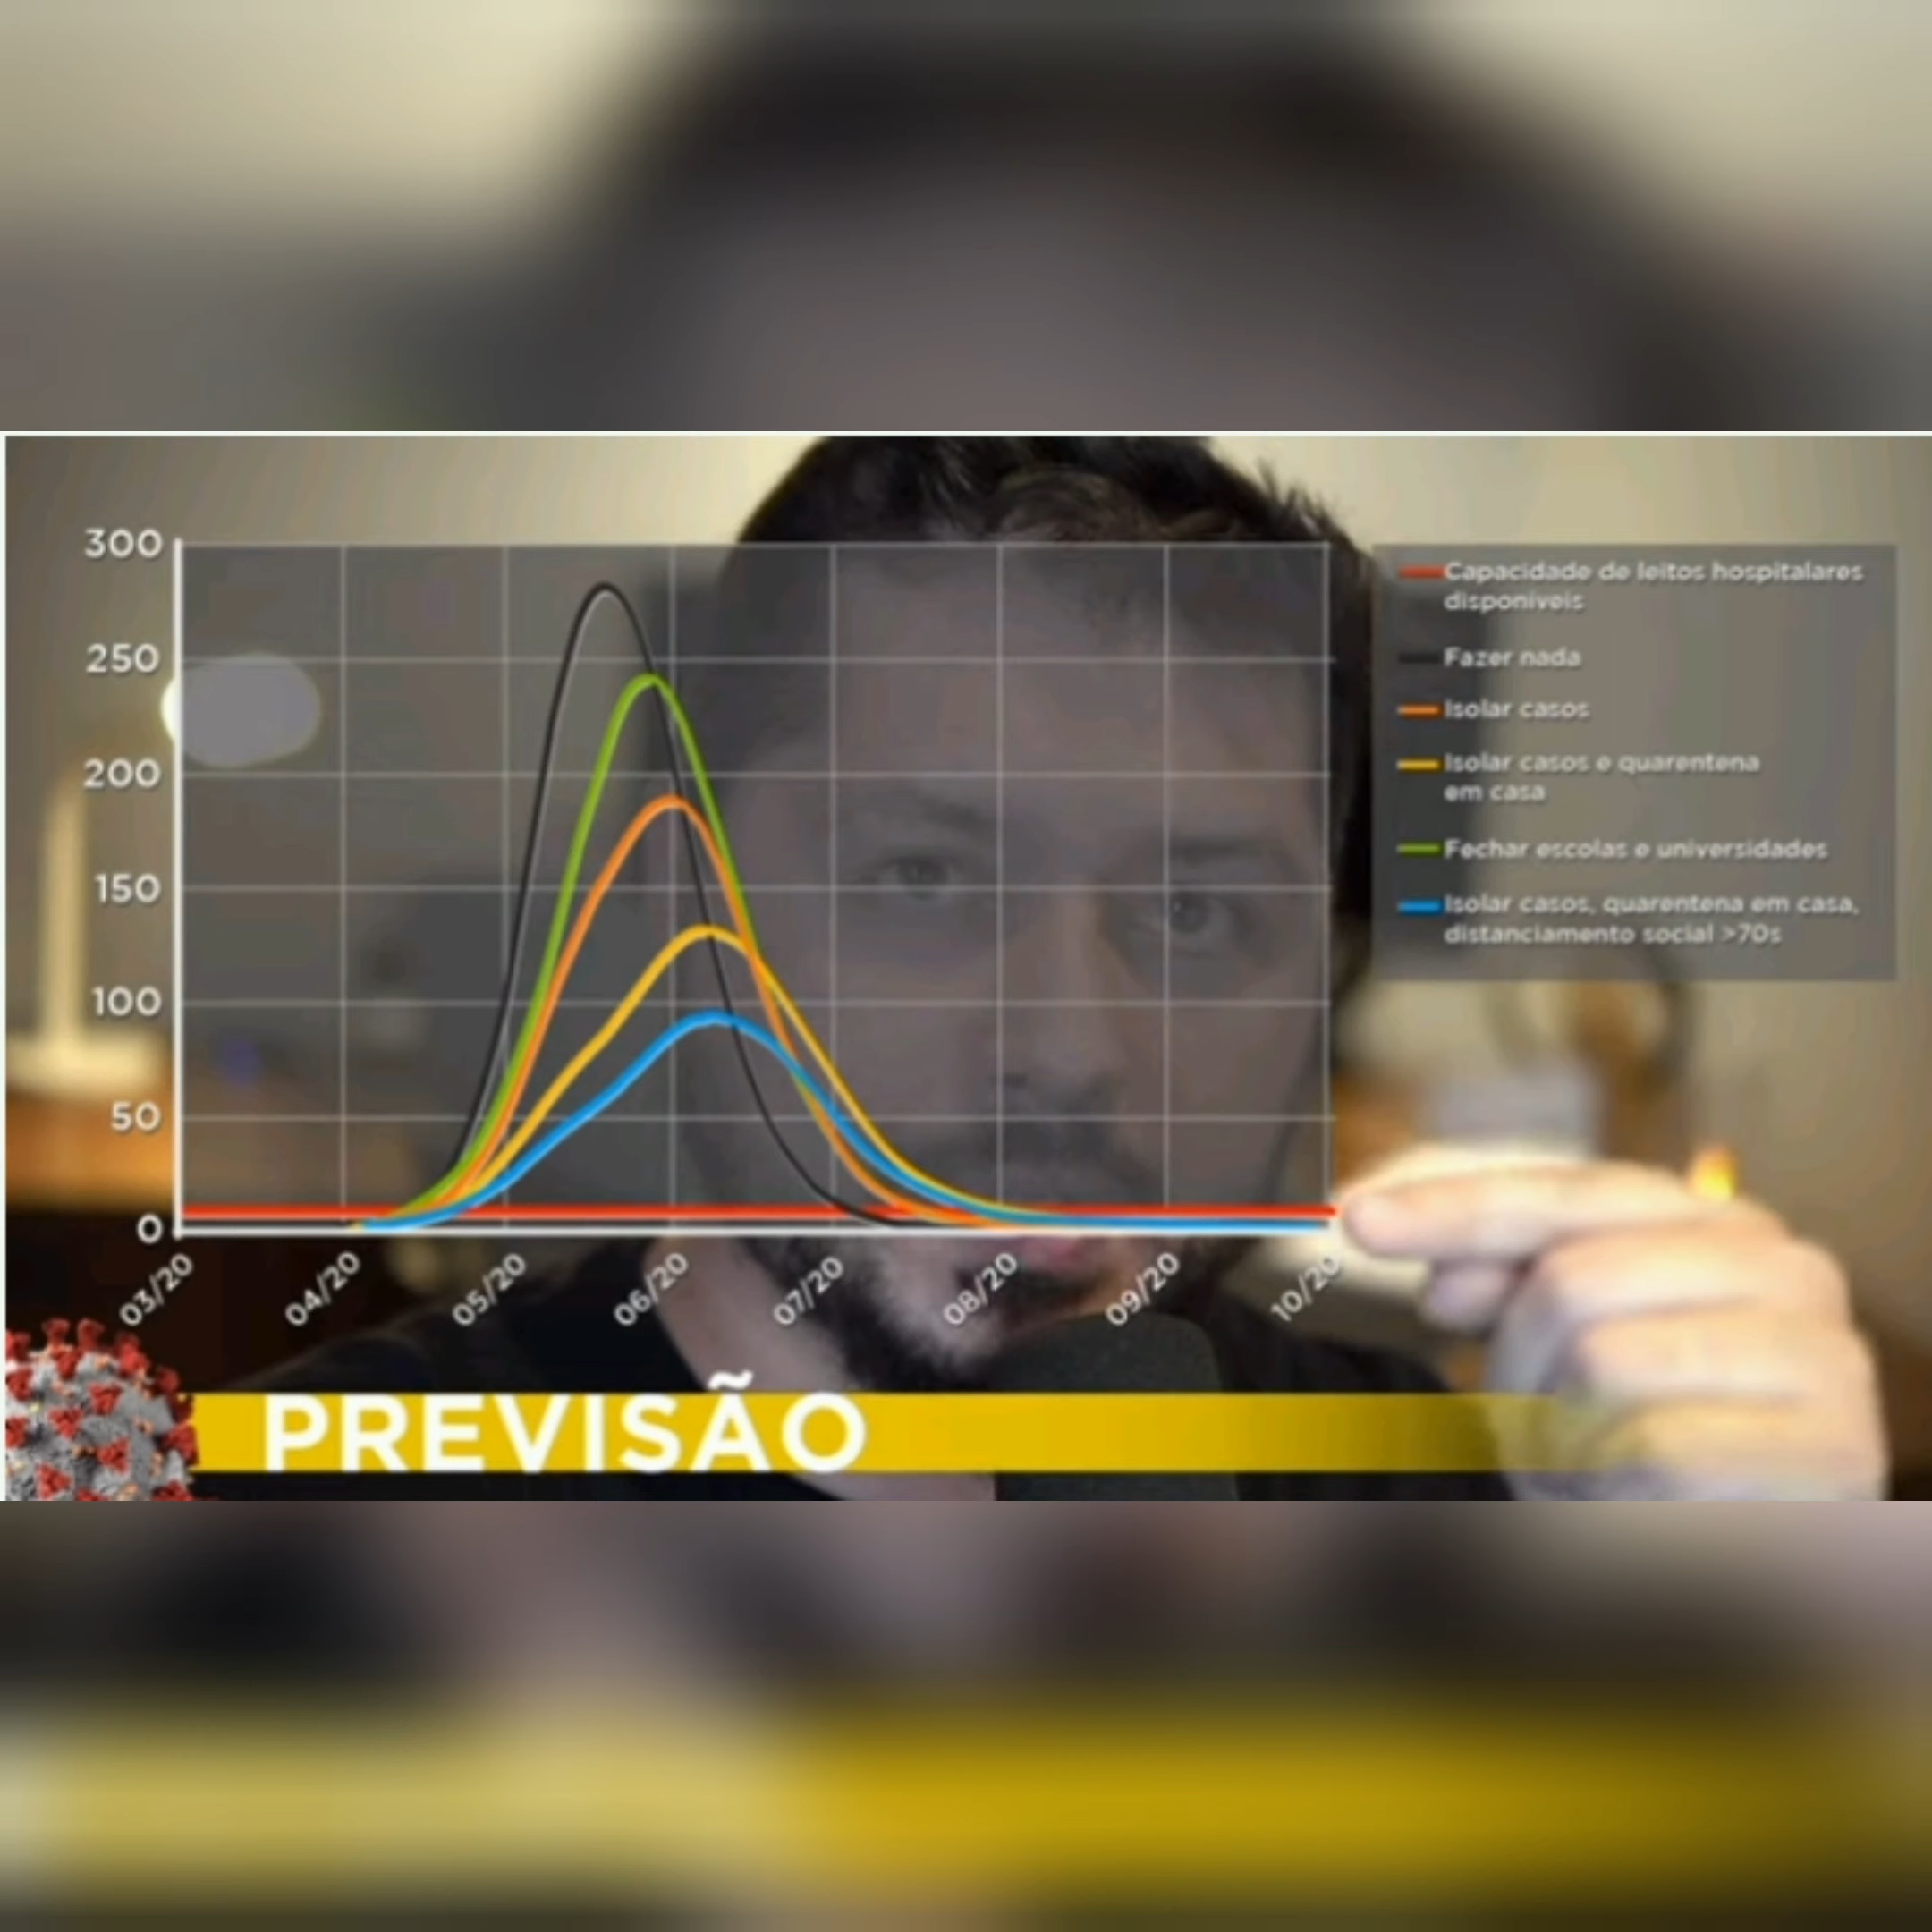 300
250
200
150
100
50
0
03/20
04/20
05/20
06/20
07/20
08/20
09/20
10/20
Capacidade de leitos hospitalares
disponíveis
Fazer nada
Isolar casos
Isolar casos e quarentena
em casa
Fechar escolas e universidades
Isolar casos, quarentena em casa,
distanciamento social >70s
PREVISÃO